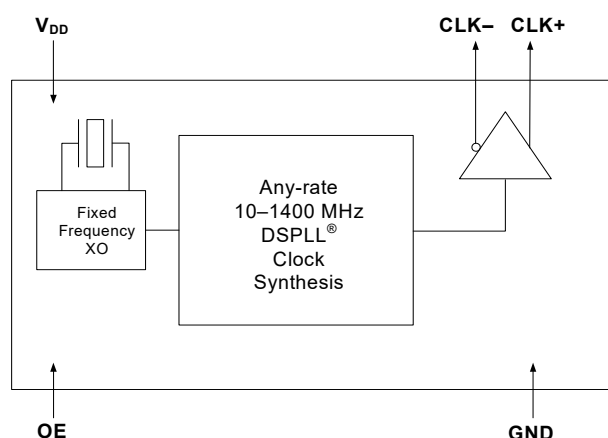 VDD
CLK– CLK+
Fixed
Frequency
XO
Any-rate
10–1400 MHz
DSPLL®
Clock
Synthesis
OE
GND